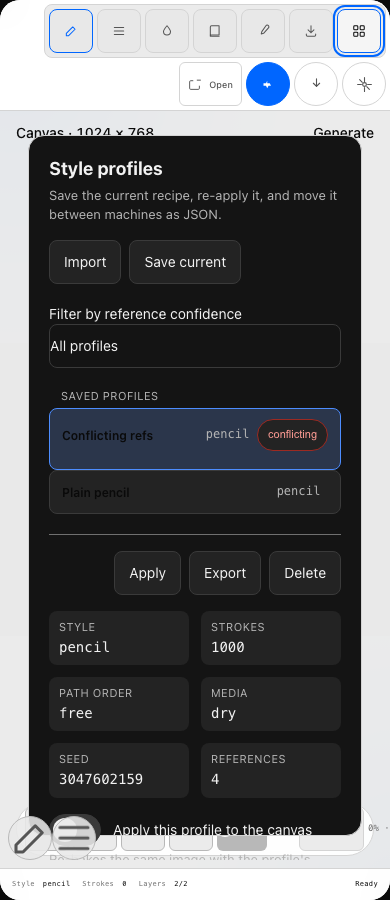 Open
Canvas · 1024 x 768
Generate
Style profiles
Save the current recipe, re-apply it, and move it
between machines as JSON.
Import
Save current
Filter by reference confidence
All profiles
SAVED PROFILES
Conflicting refs
pencil
conflicting
Plain pencil
pencil
Apply
Export
Delete
STYLE
pencil
STROKES
1000
PATH ORDER
free
MEDIA
dry
SEED
3047602159
REFERENCES
4
Apply this profile to the canvas
0%
Style pencil Strokes 0 Layers 2/2
Ready